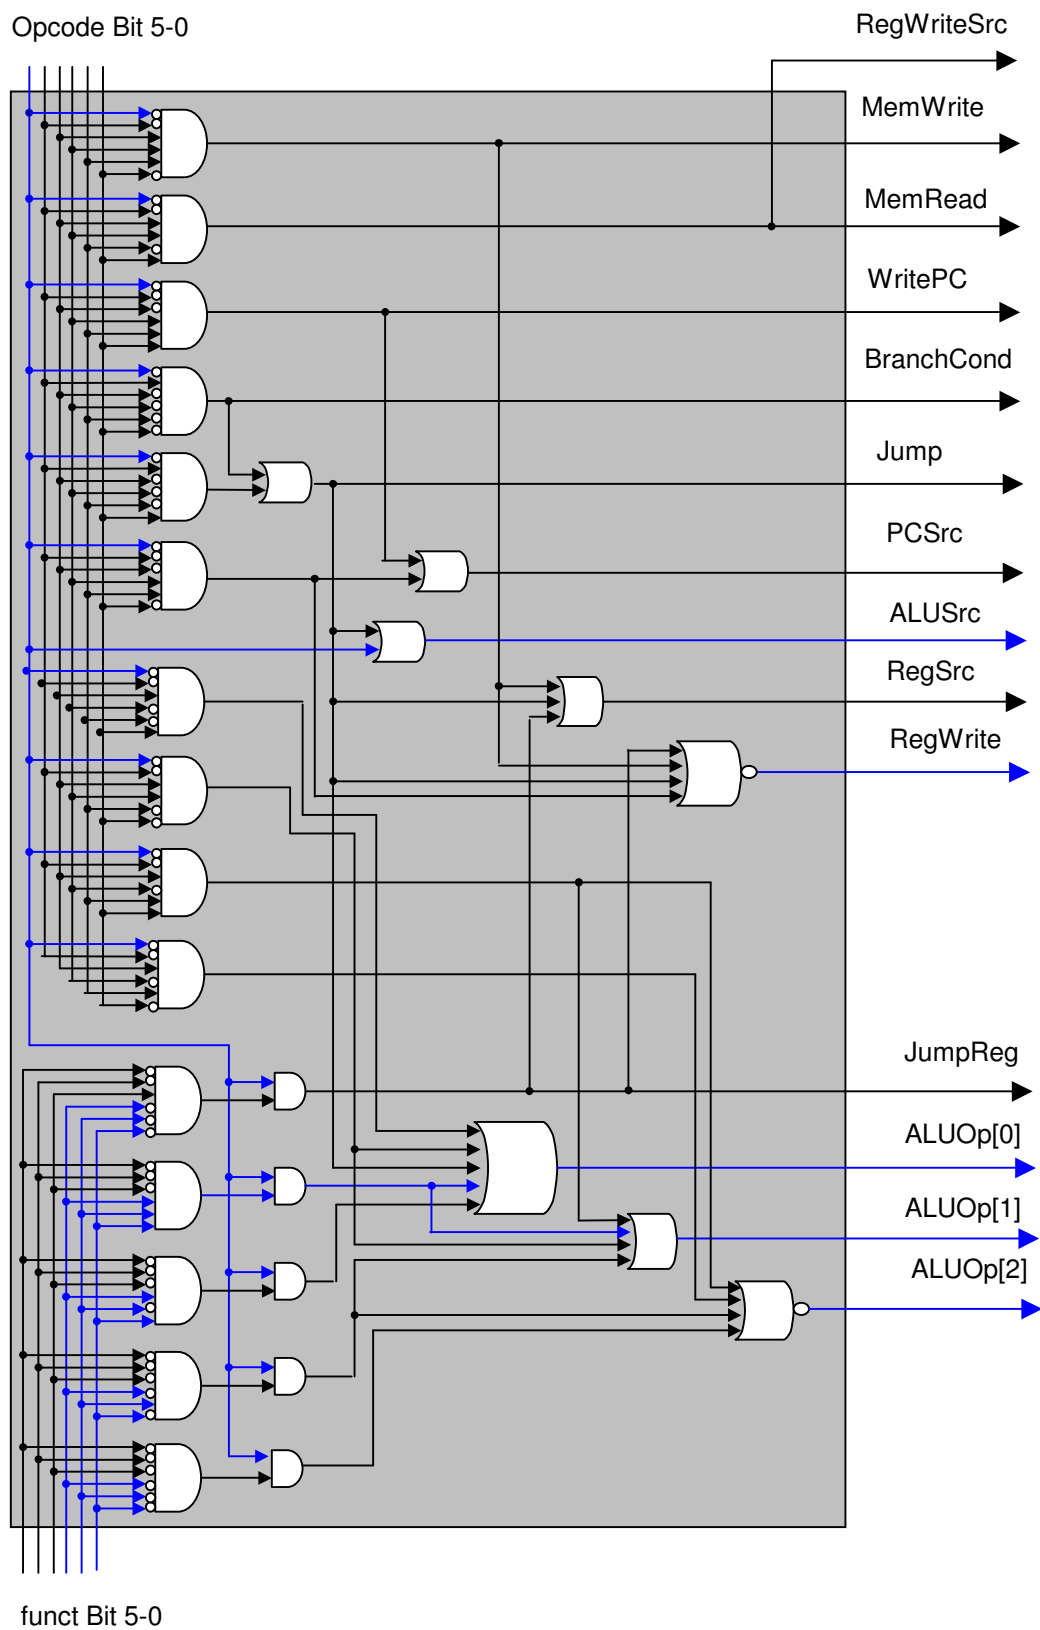 Opcode Bit 5-0
RegWriteSrc
MemWrite
MemRead
WritePC
BranchCond
Jump
PCSrc
ALUSrc
RegSrc
RegWrite
JumpReg
ALUOp[0]
ALUOp[1]
ALUOp[2]
funct Bit 5-0